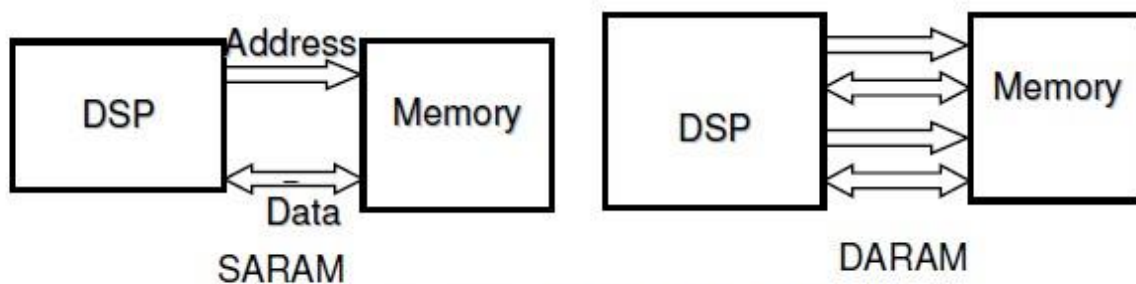 Address
DSP
Memory
Data
SARAM
DSP
Memory
DARAM